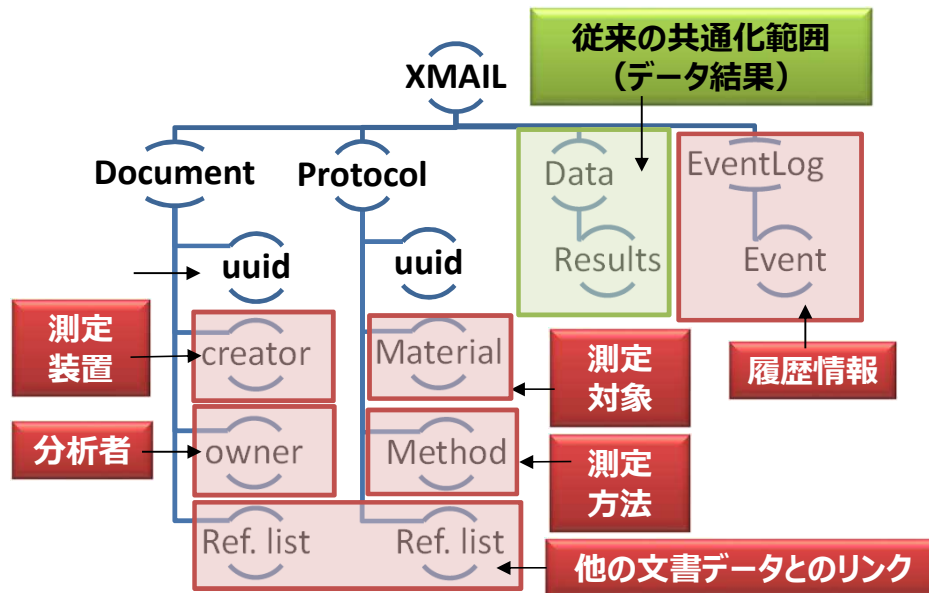 従来の共通化範囲
（データ結果）
XMAIL
Document
Protocol
Data
EventLog
uuid
uuid
Results
Event
測定
装置
creator
Material
測定
対象
履歴情報
分析者
owner
Method
測定
方法
Ref. list
Ref. list
他の文書データとのリンク